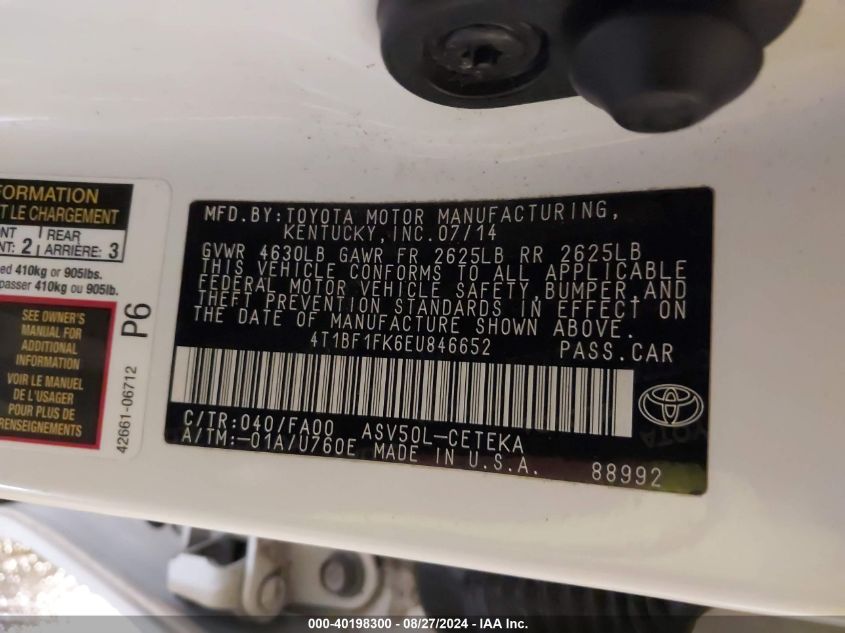 FORMATION
T LE CHARGEMENT
NT REAR
NT: 2 ARRIÈRE: 3
ed 410kg or 905lbs.
passer 410kg ou 905lb.
SEE OWNER'S
MANUAL FOR
ADDITIONAL
INFORMATION
VOIR LE MANUEL
DE L'USAGER
POUR PLUS DE
RENSEIGNEMENTS
P6
42661-06712
MFD.BY:TOYOTA MOTOR MANUFACTURING,
KENTUCKY,INC.07/14
GVWR 4630LB GAWR FR 2625LB RR 2625LB
THIS VEHICLE CONFORMS TO ALL APPLICABLE
FEDERAL MOTOR VEHICLE SAFETY,BUMPER,AND
THEFT PREVENTION STANDARDS IN EFFECT ON
THE DATE OF MANUFACTURE SHOWN ABOVE.
4T1BF1FK6EU846652 PASS.CAR
C/TR:040/FA00 ASV50L-CETEKA
A/TM:-01A/U760E MADE IN U.S.A.
88992
TOYOTA
000-40198300 - 08/27/2024 - IAA Inc.